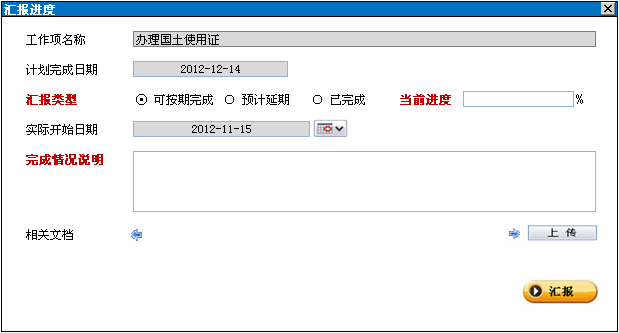 汇报进度
工作项名称 办理国土使用证
计划完成日期 2012-12-14
汇报类型 可按期完成 预计延期 已完成 当前进度 %
实际开始日期 2012-11-15
完成情况说明
相关文档 上 传
汇报